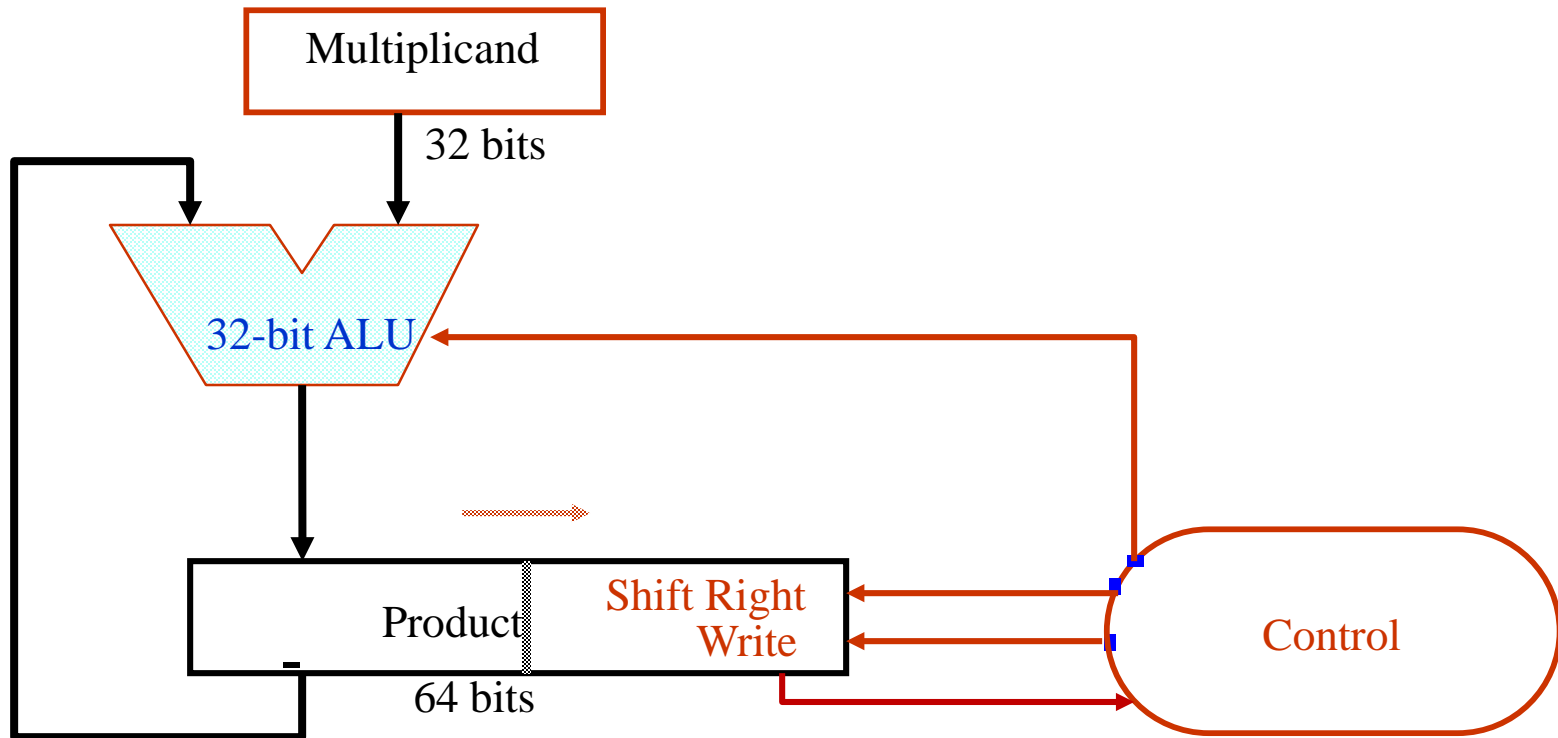 Multiplicand
32 bits
32-bit ALU
Shift Right
Product
Write
Control
64 bits